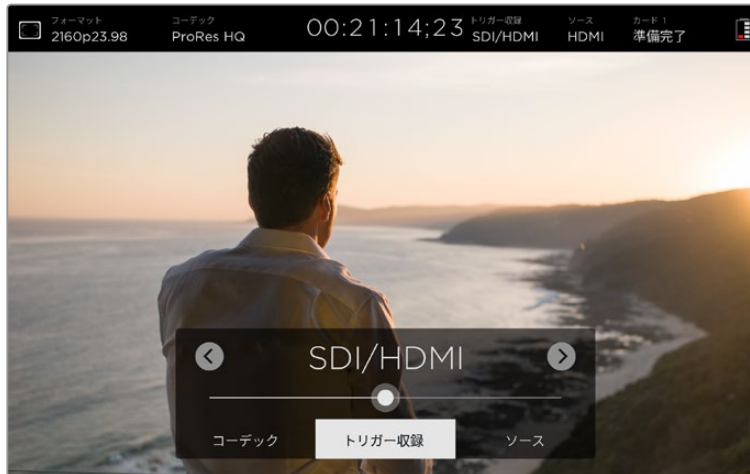 フォーマット
2160p23.98
コーデック
ProRes HQ
00:21:14;23
トリガー収録
SDI/HDMI
ソース
HDMI
カード 1
準備完了
SDI/HDMI
コーデック
トリガー収録
ソース